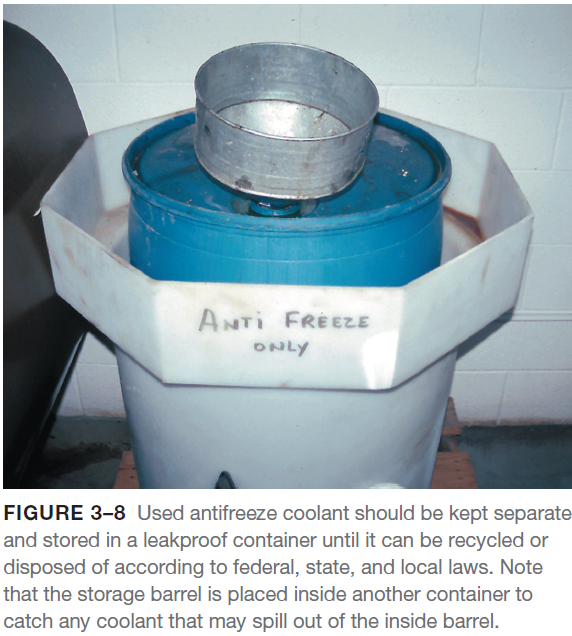 ANTI FREEZE
ONLY
FIGURE 3–8 Used antifreeze coolant should be kept separate
and stored in a leakproof container until it can be recycled or
disposed of according to federal, state, and local laws. Note
that the storage barrel is placed inside another container to
catch any coolant that may spill out of the inside barrel.